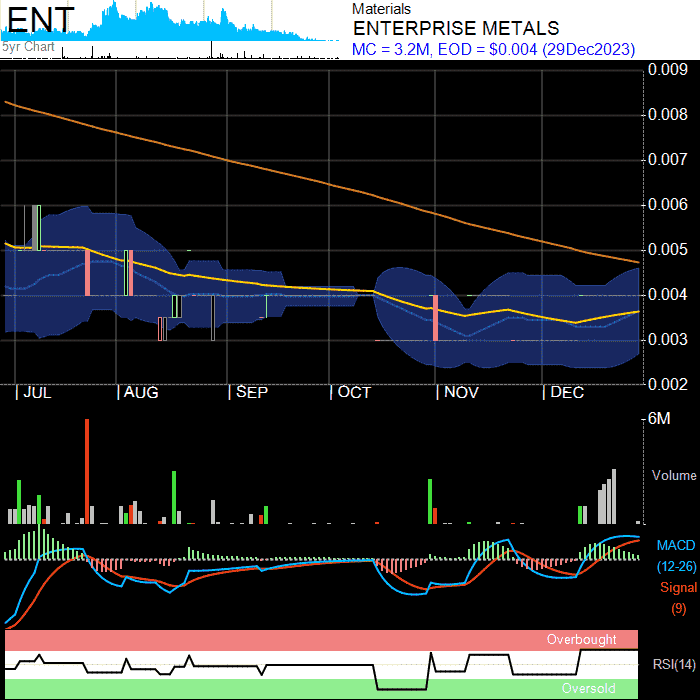 ENT
5yr Chart
Materials
ENTERPRISE METALS
MC = 3.2M, EOD = $0.004 (29Dec2023)
0.009
0.008
0.007
0.006
0.005
0.004
0.003
0.002
JUL
AUG
SEP
OCT
NOV
DEC
6M
Volume
MACD
(12-26)
Signal
(9)
Overbought
RSI(14)
Oversold